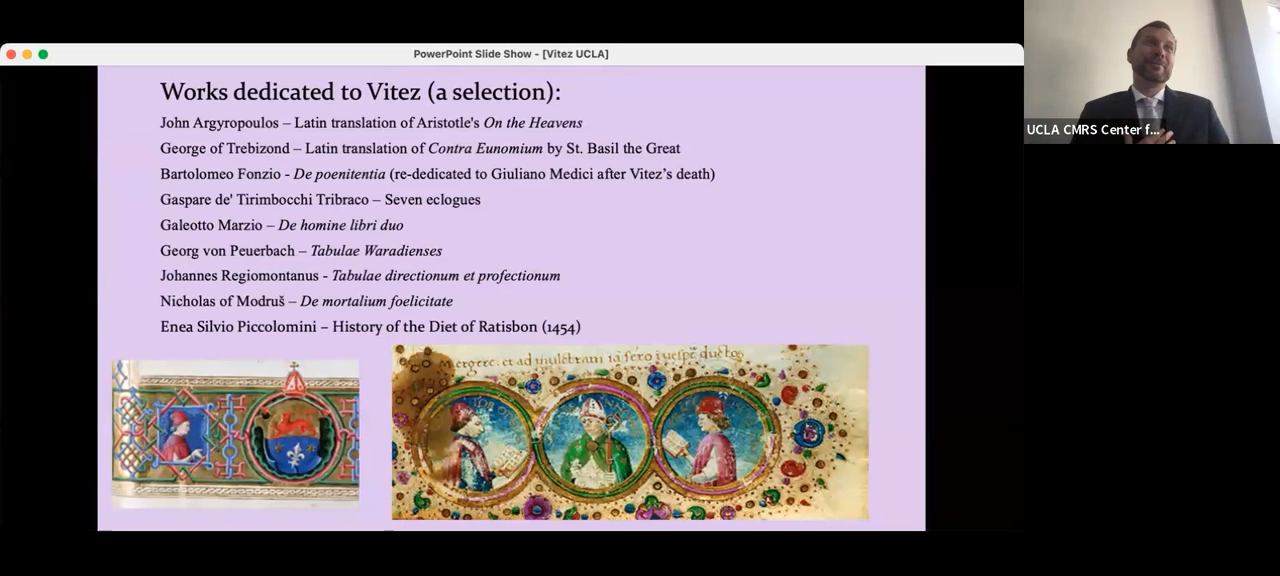 PowerPoint Slide Show - [Vitez UCLA]
Works dedicated to Vitez (a selection):
John Argyropoulos – Latin translation of Aristotle's On the Heavens
George of Trebizond – Latin translation of Contra Eunomium by St. Basil the Great
Bartolomeo Fonzio - De poenitentia (re-dedicated to Giuliano Medici after Vitez’s death)
Gaspare de' Tirimbocchi Tribraco – Seven eclogues
Galeotto Marzio – De homine libri duo
Georg von Peuerbach – Tabulae Waradienses
Johannes Regiomontanus - Tabulae directionum et profectionum
Nicholas of Modruš – De mortalium foelicitate
Enea Silvio Piccolomini – History of the Diet of Ratisbon (1454)
et ad
UCLA CMRS Center f...